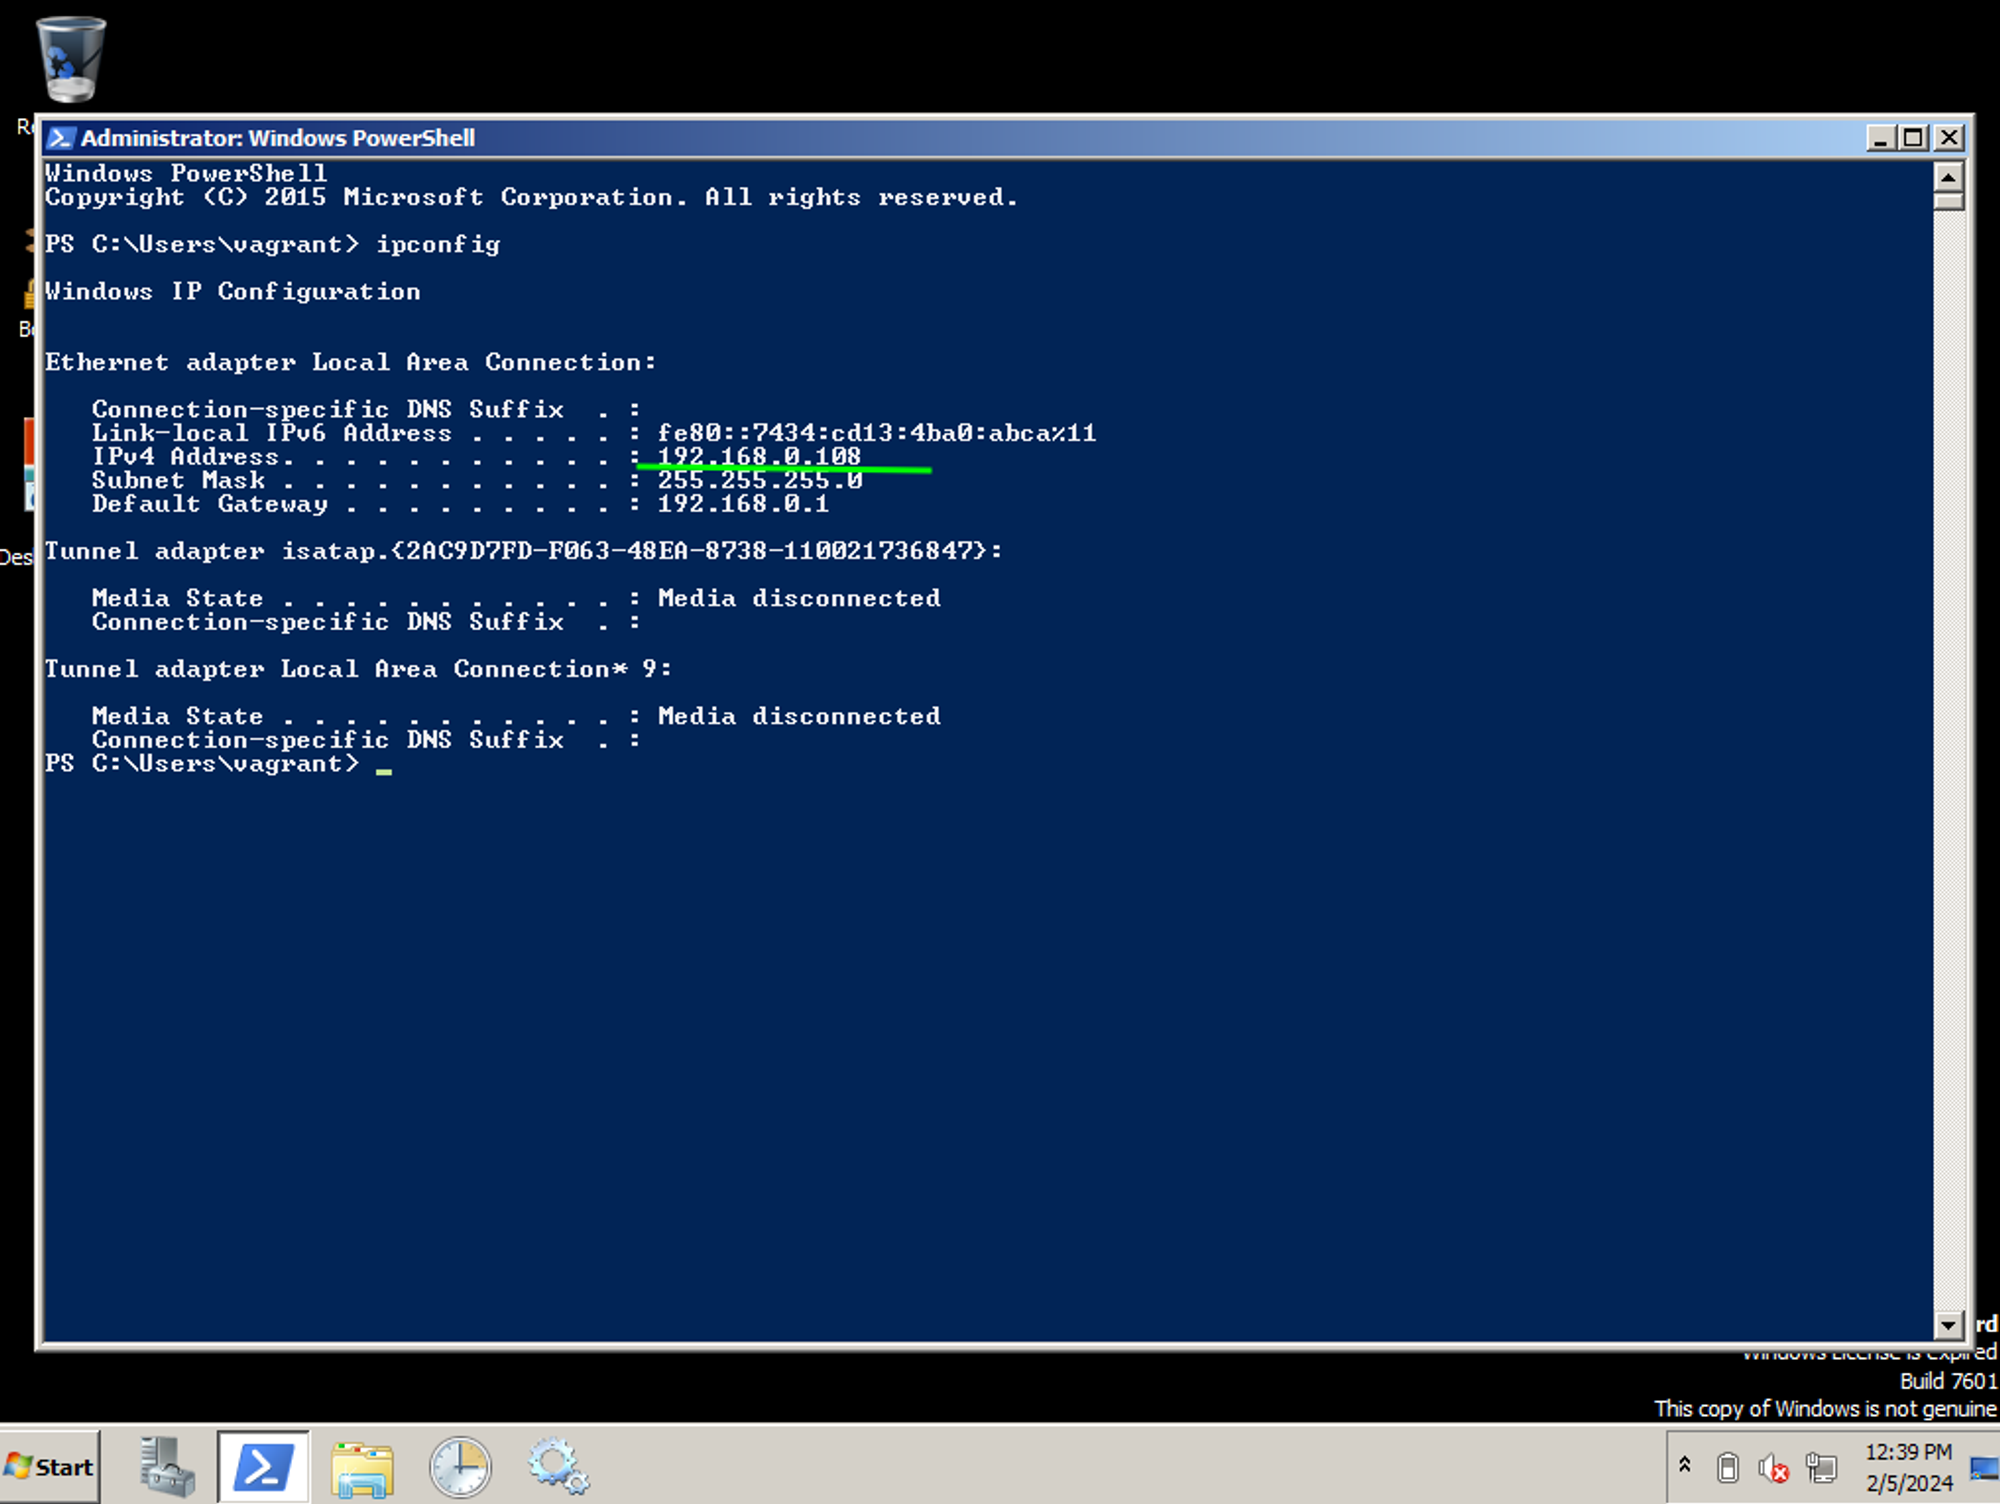 Administrator: Windows PowerShell
Windows PowerShell
Copyright (C) 2015 Microsoft Corporation. All rights reserved.
PS C:\Users\vagrant> ipconfig
Windows IP Configuration
Ethernet adapter Local Area Connection:
Connection-specific DNS Suffix  . :
Link-local IPv6 Address . . . . . : fe80::7434:cd13:4ba0:abca%11
IPv4 Address. . . . . . . . . . . : 192.168.0.108
Subnet Mask . . . . . . . . . . . : 255.255.255.0
Default Gateway . . . . . . . . . : 192.168.0.1
Tunnel adapter isatap.{2AC9D7FD-F063-48EA-8738-110021736847}:
Media State . . . . . . . . . . . : Media disconnected
Connection-specific DNS Suffix  . :
Tunnel adapter Local Area Connection* 9:
Media State . . . . . . . . . . . : Media disconnected
Connection-specific DNS Suffix  . :
PS C:\Users\vagrant> _
Windows License is expired
Build 7601
This copy of Windows is not genuine
Start
12:39 PM
2/5/2024